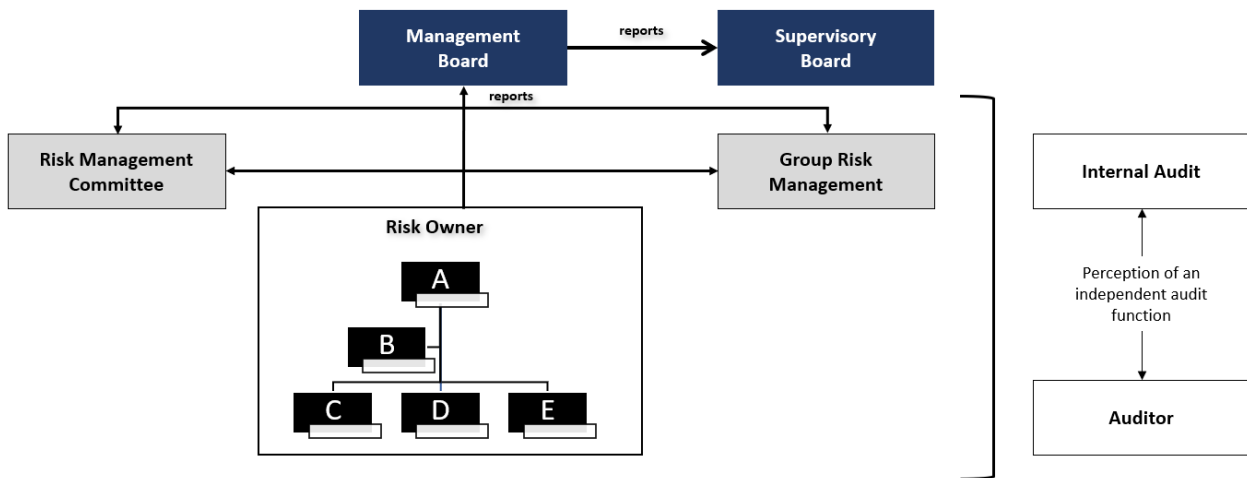 Management
Board
reports
Supervisory
Board
reports
Risk Management
Committee
Group Risk
Management
Internal Audit
Risk Owner
A
B
C
D
E
Perception of an
independent audit
function
Auditor